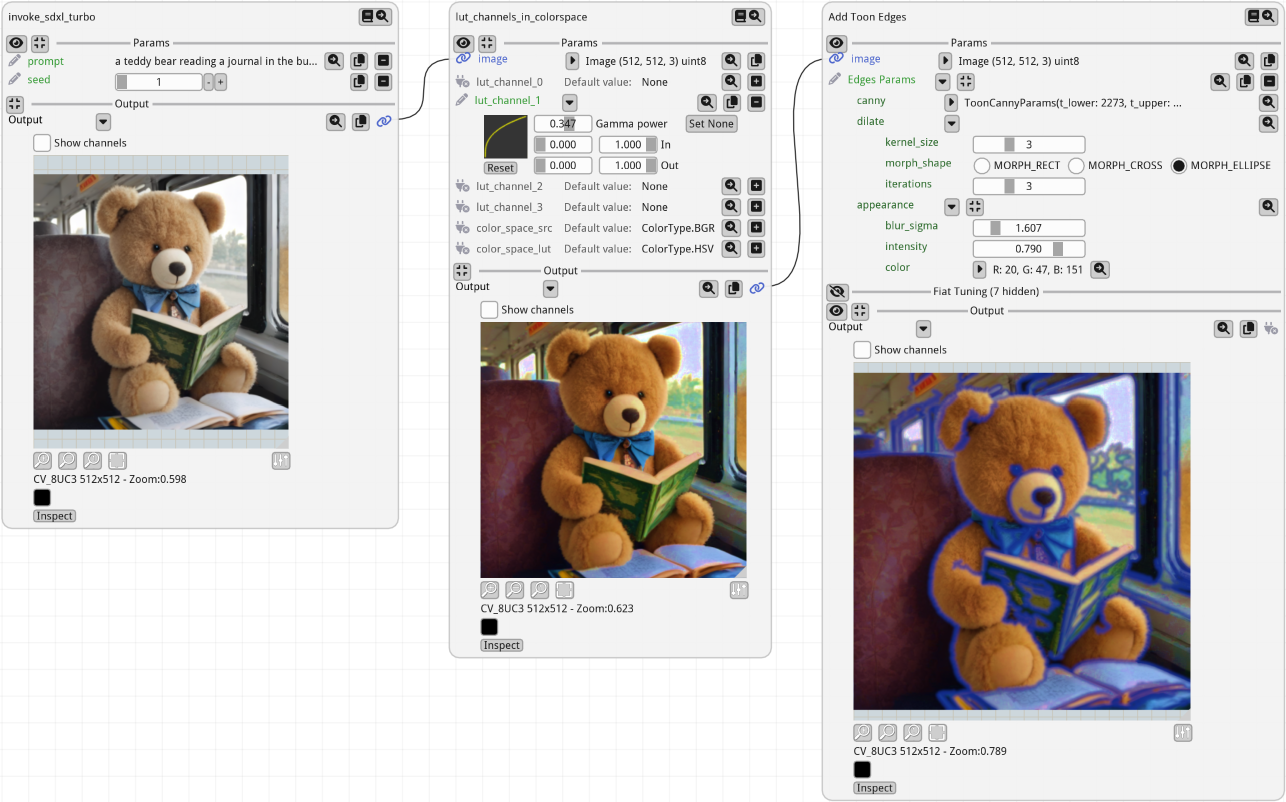 invoke_sdxl_turbo
Params
prompt a teddy bear reading a journal in the bu...
seed 1 - +
Output
Output
Show channels
CV_8UC3 512x512 - Zoom:0.598
Inspect
lut_channels_in_colorspace
Params
image Image (512, 512, 3) uint8
lut_channel_0 Default value: None
lut_channel_1
0.347 Gamma power Set None
0.000 1.000 In
Reset 0.000 1.000 Out
lut_channel_2 Default value: None
lut_channel_3 Default value: None
color_space_src Default value: ColorType.BGR
color_space_lut Default value: ColorType.HSV
Output
Output
Show channels
CV_8UC3 512x512 - Zoom:0.623
Inspect
Add Toon Edges
Params
image Image (512, 512, 3) uint8
Edges Params
canny ToonCannyParams(t_lower: 2273, t_upper: ...
dilate
kernel_size 3
morph_shape MORPH_RECT MORPH_CROSS MORPH_ELLIPSE
iterations 3
appearance
blur_sigma 1.607
intensity 0.790
color R: 20, G: 47, B: 151
Fiat Tuning (7 hidden)
Output
Output
Show channels
CV_8UC3 512x512 - Zoom:0.789
Inspect